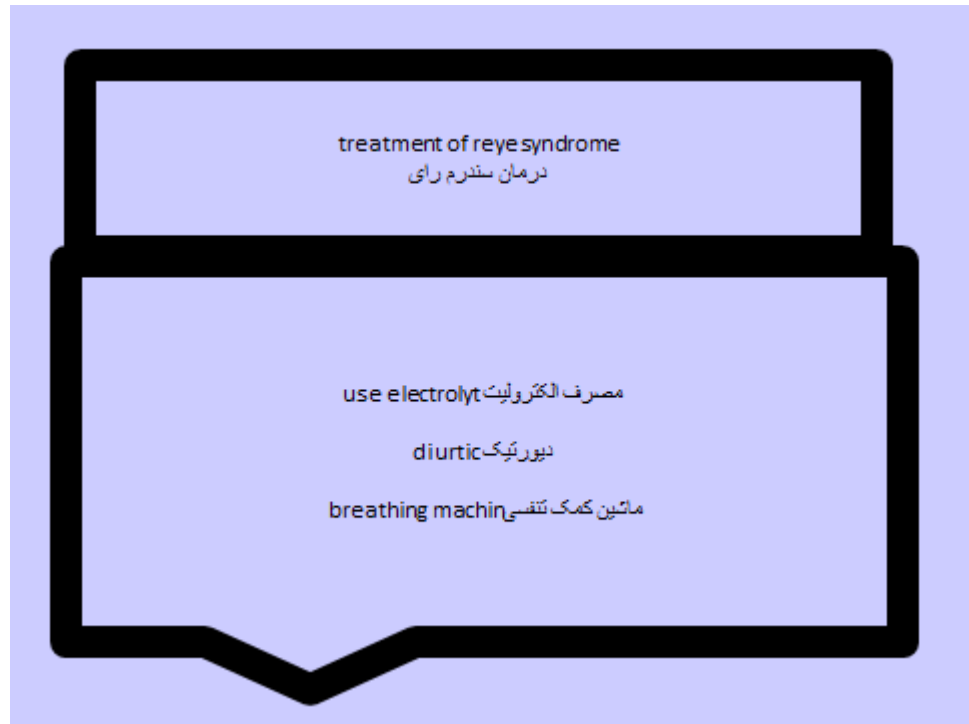 treatment of reye syndrome
درمان سندرم رای
use electrolytمصرف الکترولیت
diurticدیورتیک
breathing machinماشین کمک تنفسی